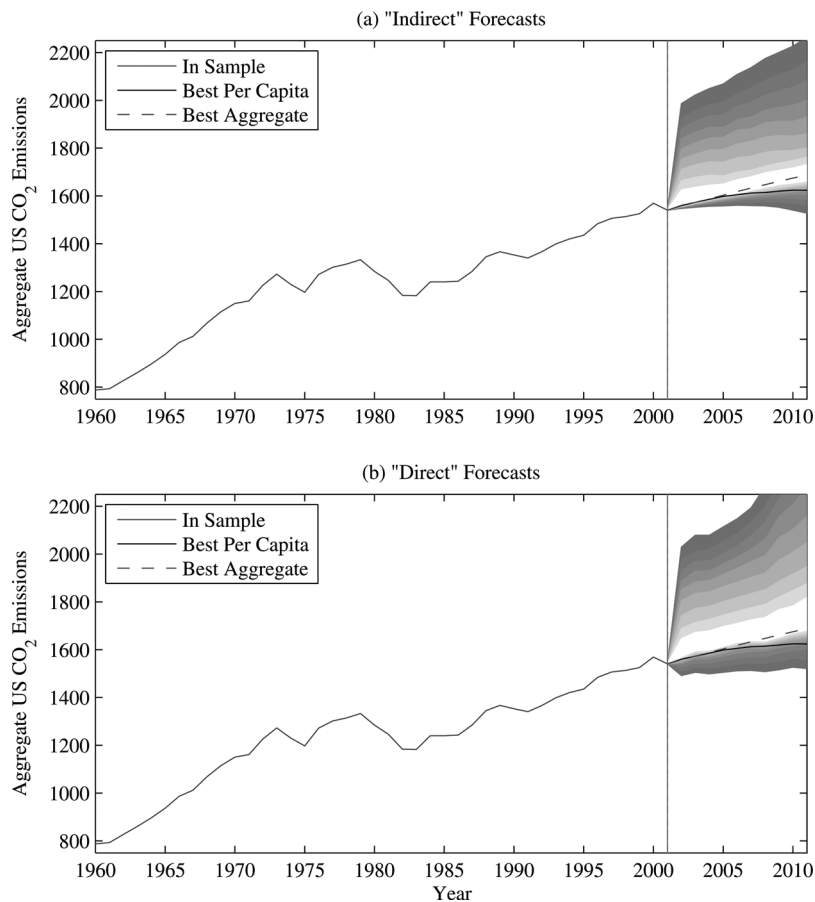 (a) "Indirect" Forecasts
2200
2000
1800
1600
1400
1200
1000
800
Aggregate US CO2 Emissions
In Sample
Best Per Capita
Best Aggregate
1960 1965 1970 1975 1980 1985 1990 1995 2000 2005 2010
(b) "Direct" Forecasts
2200
2000
1800
1600
1400
1200
1000
800
Aggregate US CO2 Emissions
In Sample
Best Per Capita
Best Aggregate
1960 1965 1970 1975 1980 1985 1990 1995 2000 2005 2010
Year